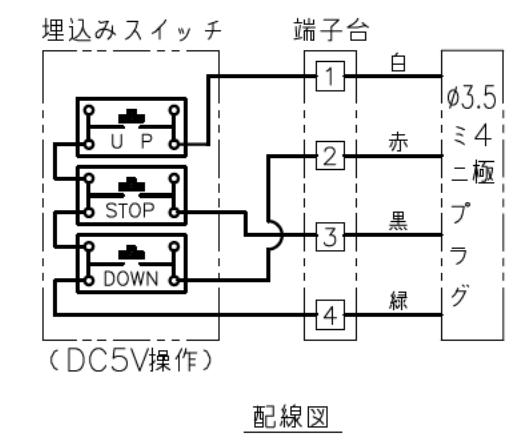 埋込みスイッチ
端子台
UP
STOP
DOWN
(DC5V操作)
1
2
3
4
白
赤
黒
緑
φ3.5
ミニ4極
プラグ
配線図